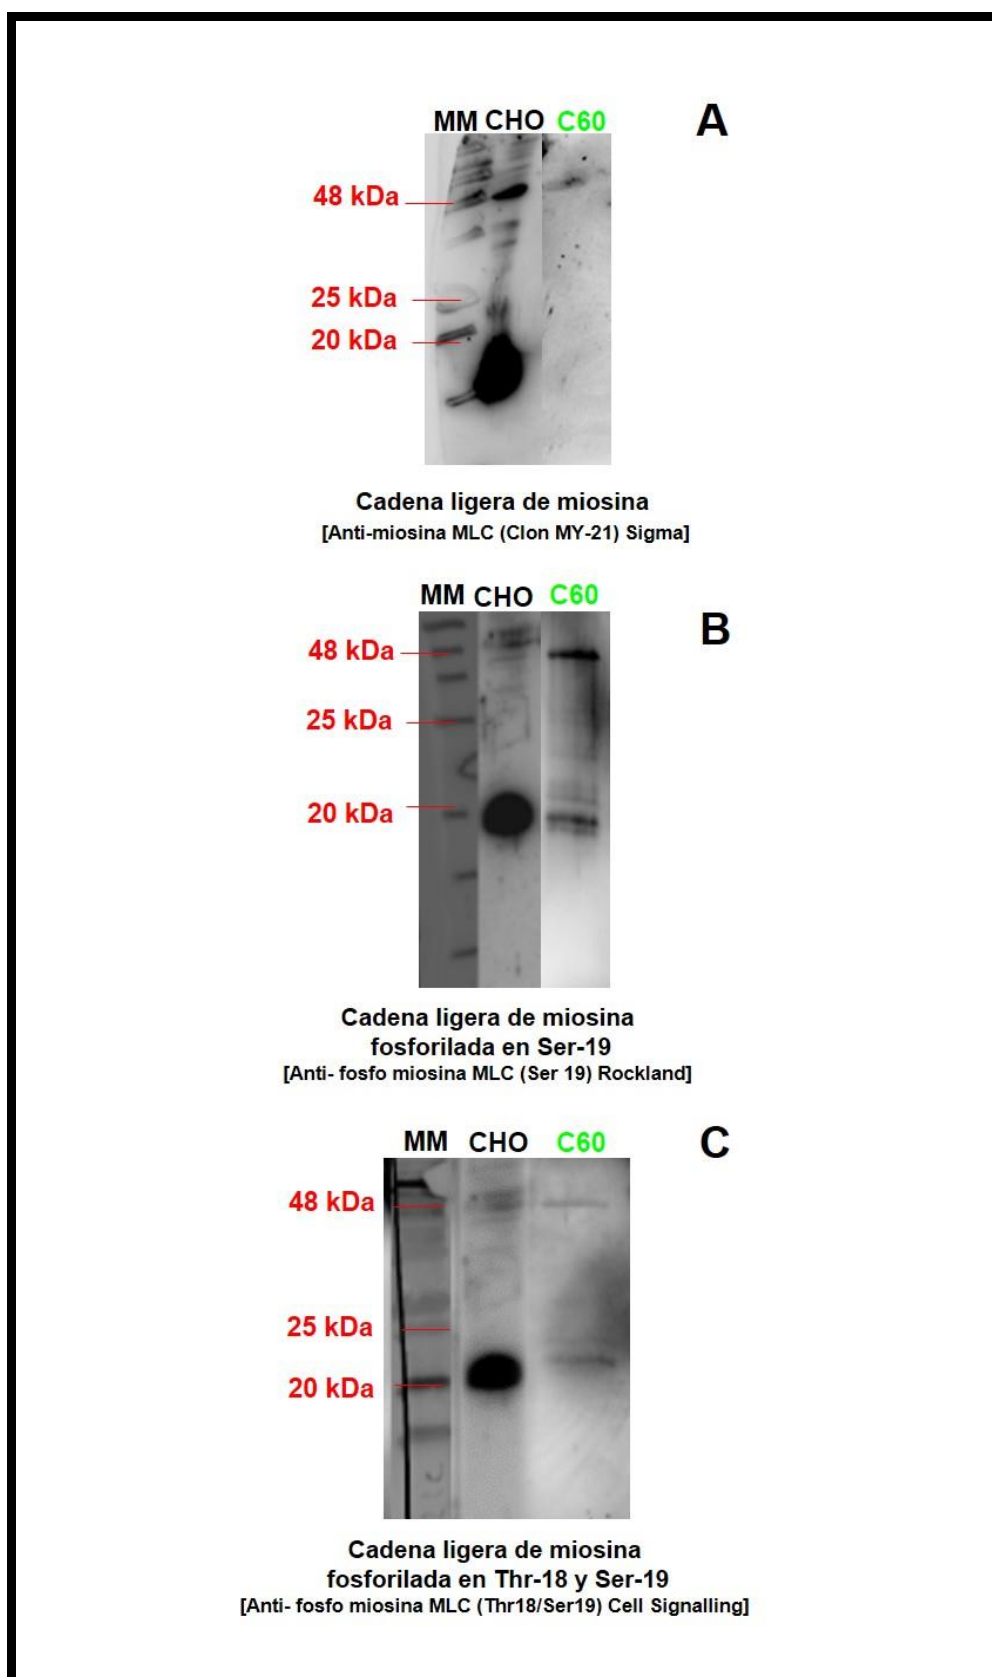 A
MM CHO C60
48 kDa
25 kDa
20 kDa
Cadena ligera de miosina
[Anti-miosina MLC (Clon MY-21) Sigma]
B
MM CHO C60
48 kDa
25 kDa
20 kDa
Cadena ligera de miosina
fosforilada en Ser-19
[Anti- fosfo miosina MLC (Ser 19) Rockland]
C
MM CHO C60
48 kDa
25 kDa
20 kDa
Cadena ligera de miosina
fosforilada en Thr-18 y Ser-19
[Anti- fosfo miosina MLC (Thr18/Ser19) Cell Signalling]